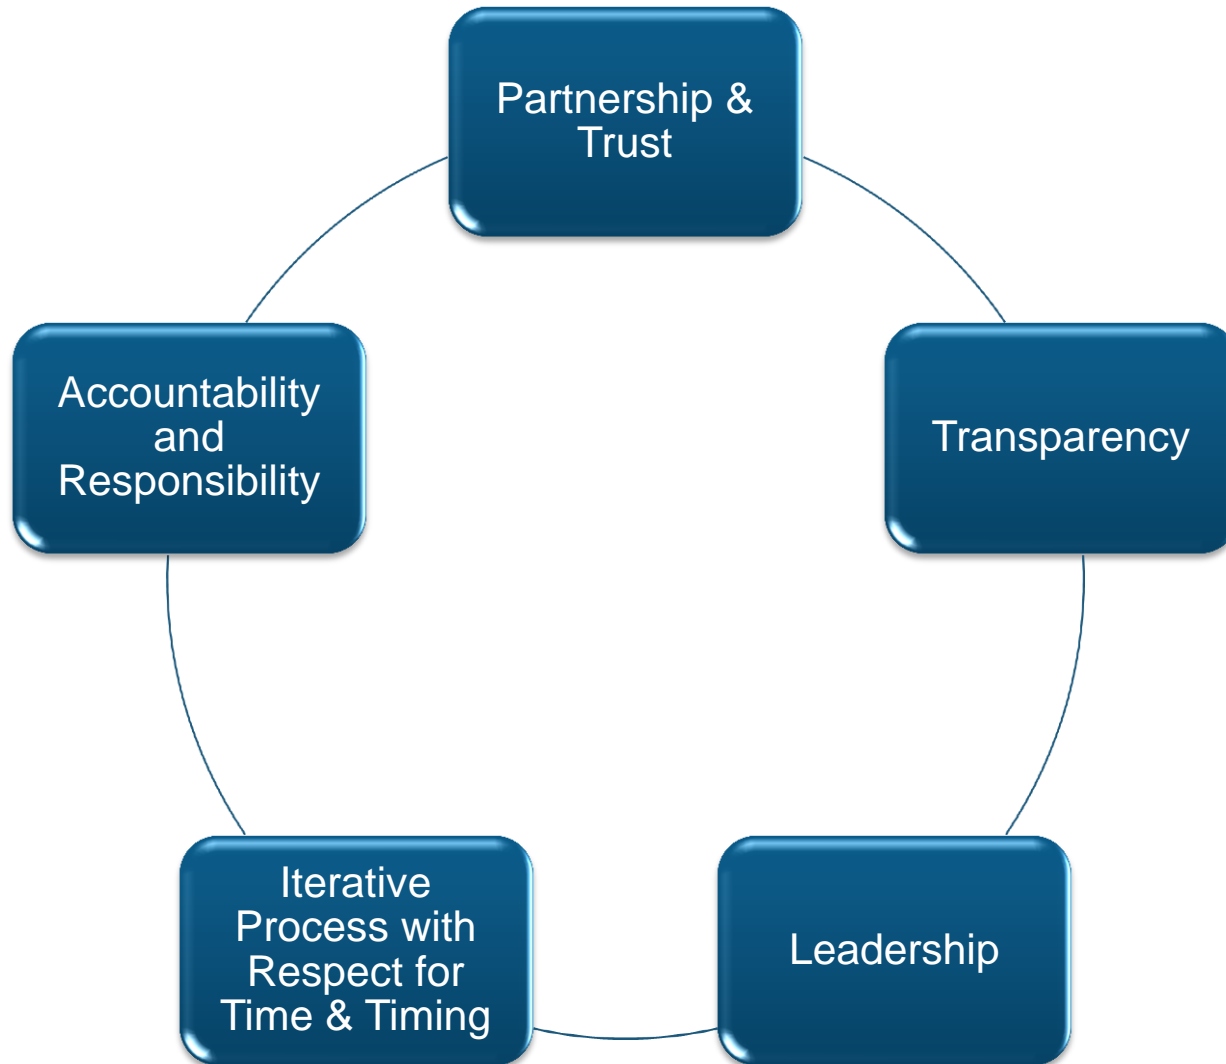 Partnership &
Trust
Transparency
Leadership
Iterative
Process with
Respect for
Time & Timing
Accountability
and
Responsibility